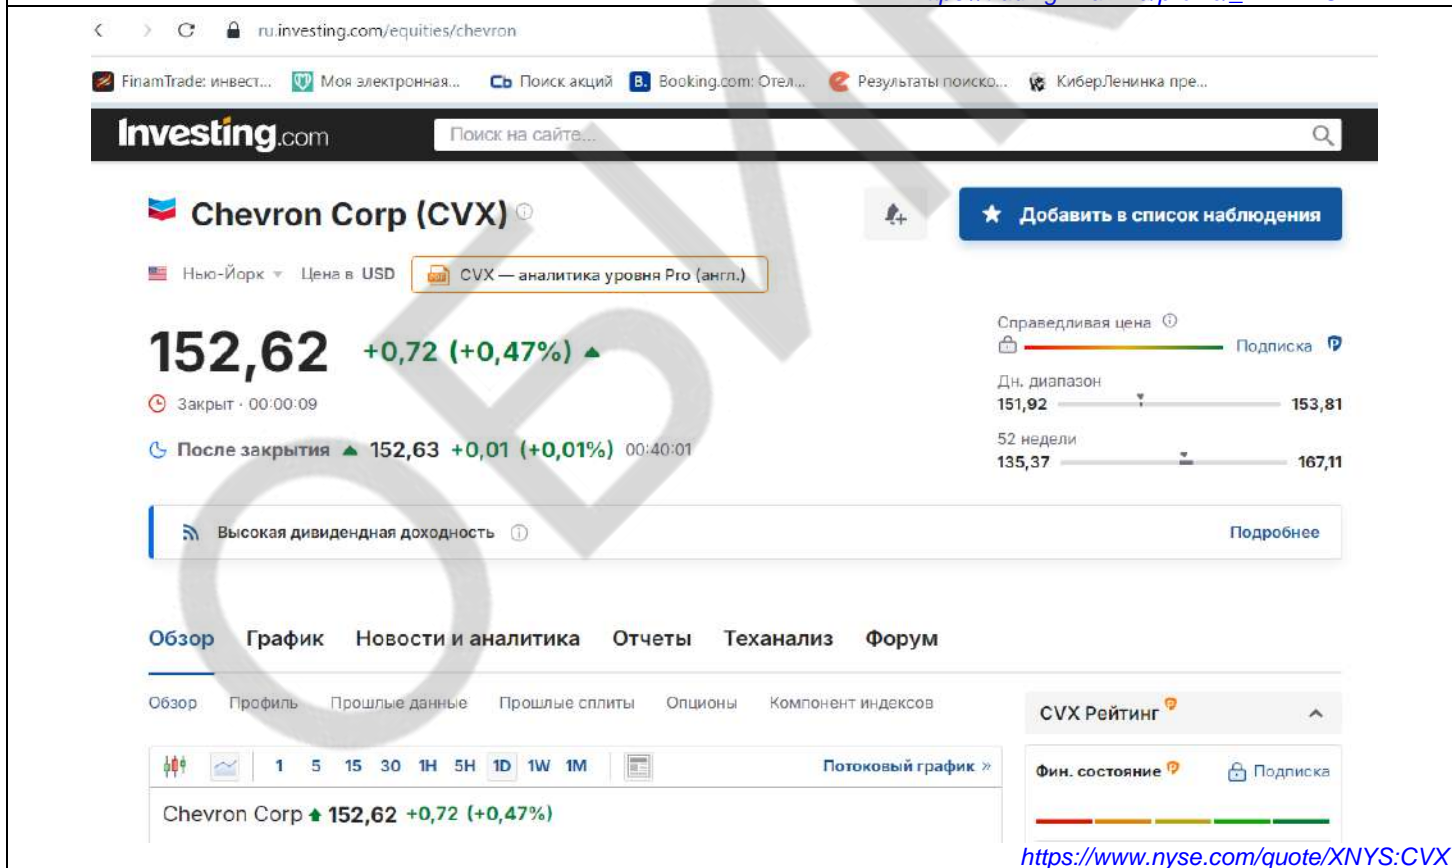 ru.investing.com/equities/chevron
FinamTrade: инвест... Моя электронная... Сb Поиск акций B. Booking.com: Отел... Результаты поиско... КиберЛенинка пре...
Investing.com Поиск на сайте...
Chevron Corp (CVX) Добавить в список наблюдения
Нью-Йорк Цена в USD CVX — аналитика уровня Pro (англ.)
Справедливая цена
152,62 +0,72 (+0,47%) Подписка
Дн. диапазон
Закрыт · 00:00:09 151,92 153,81
52 недели
После закрытия 152,63 +0,01 (+0,01%) 00:40:01 135,37 167,11
Высокая дивидендная доходность Подробнее
Обзор График Новости и аналитика Отчеты Теханализ Форум
Обзор Профиль Прошлые данные Прошлые сплиты Опционы Компонент индексов CVX Рейтинг
1 5 15 30 1H 5H 1D 1W 1M Потоковый график » Фин. состояние Подписка
Chevron Corp 152,62 +0,72 (+0,47%)
https://www.nyse.com/quote/XNYS:CVX